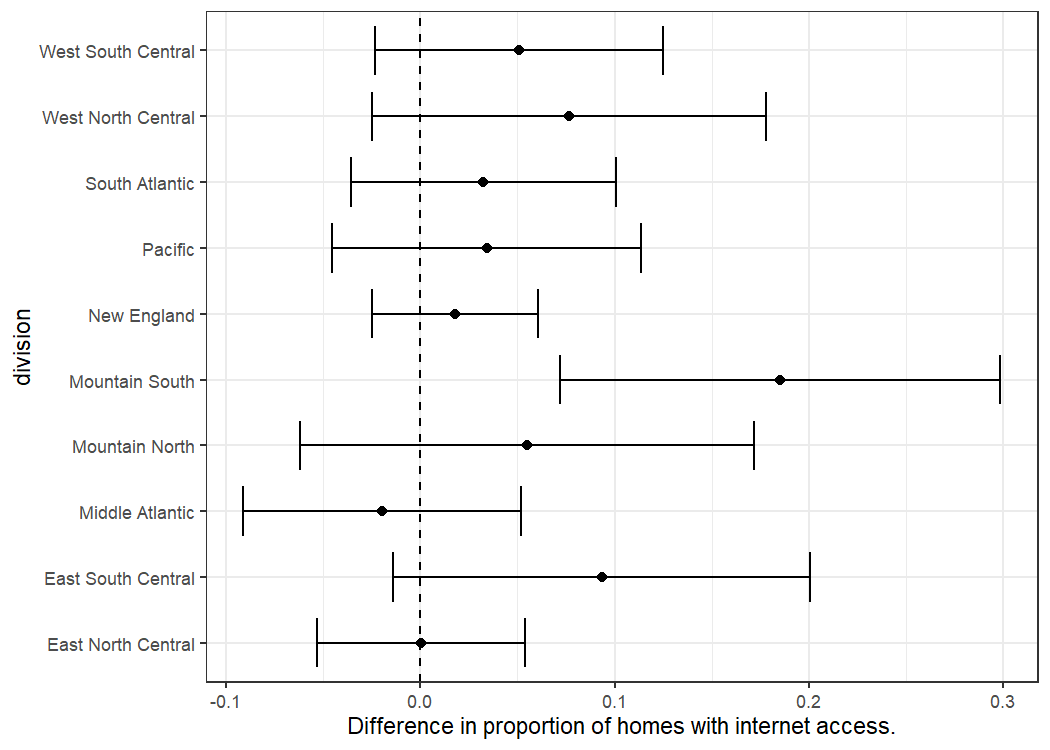 West South Central
West North Central
South Atlantic
Pacific
New England
Mountain South
Mountain North
Middle Atlantic
East South Central
East North Central
division
-0.1 0.0 0.1 0.2 0.3
Difference in proportion of homes with internet access.